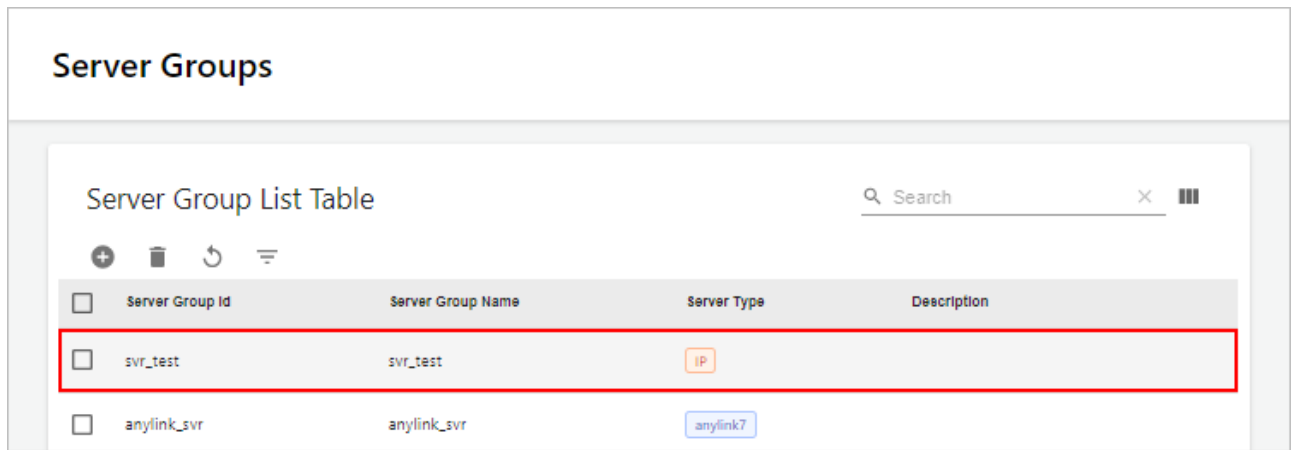 Server Groups
Server Group List Table
Search
Server Group Id Server Group Name Server Type Description
svr_test svr_test IP
anylink_svr anylink_svr anylink7